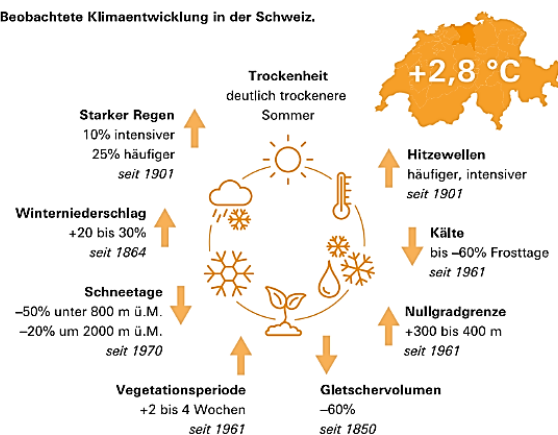 Beobachtete Klimaentwicklung in der Schweiz.
+2,8 °C
Trockenheit
deutlich trockenere
Sommer
Starker Regen
10% intensiver
25% häufiger
seit 1901
Hitzewellen
häufiger, intensiver
seit 1901
Winterniederschlag
+20 bis 30%
seit 1864
Kälte
bis –60% Frosttage
seit 1961
Schneetage
–50% unter 800 m ü.M.
–20% um 2000 m ü.M.
seit 1970
Nullgradgrenze
+300 bis 400 m
seit 1961
Vegetationsperiode
+2 bis 4 Wochen
seit 1961
Gletschervolumen
–60%
seit 1850